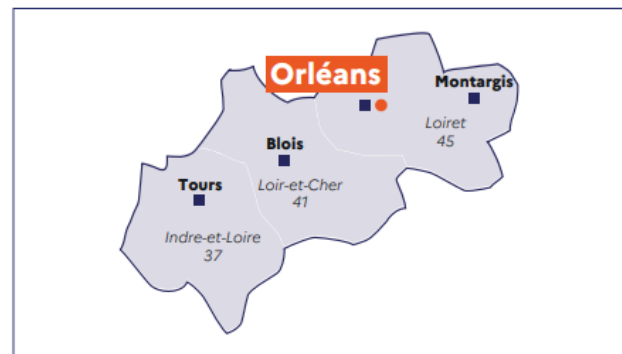 Orléans
Montargis
Loiret
45
Blois
Loir-et-Cher
41
Tours
Indre-et-Loire
37